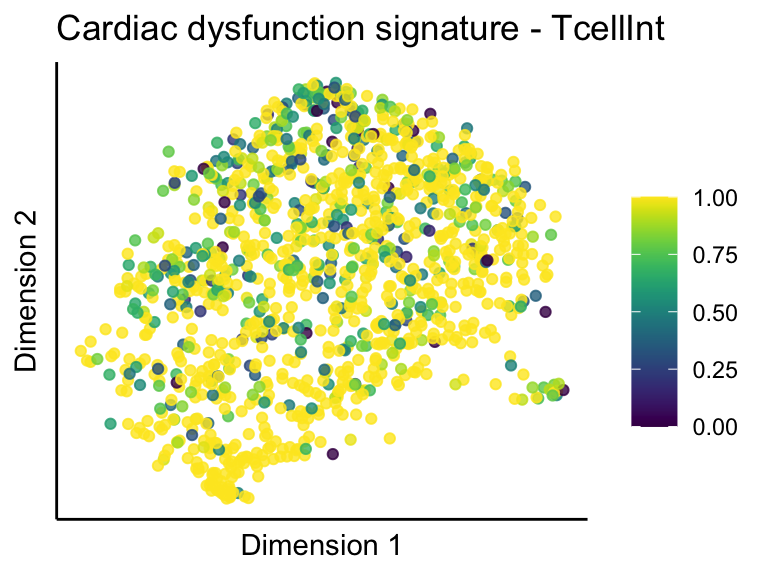 Cardiac dysfunction signature - TcellInt
Dimension 2
1.00
0.75
0.50
0.25
0.00
Dimension 1